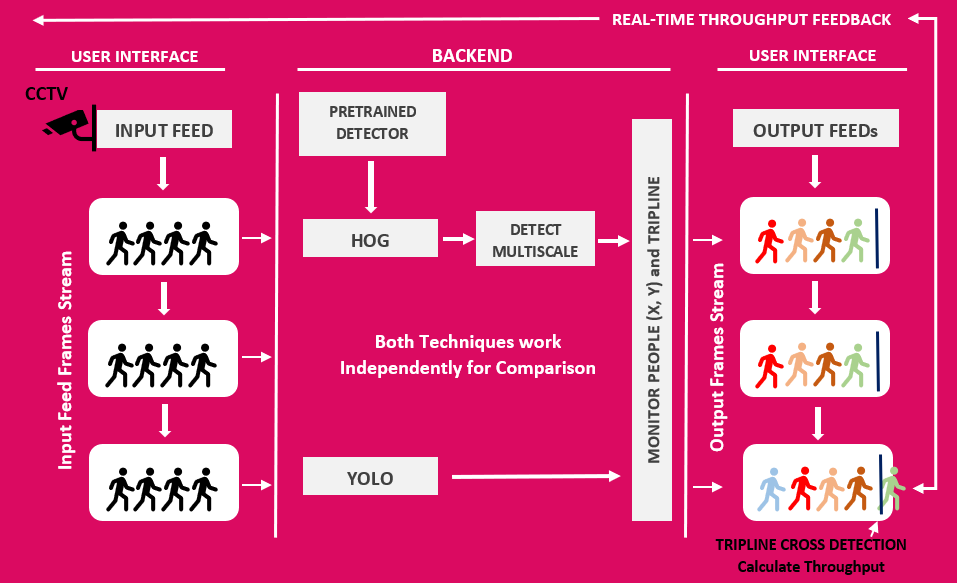 REAL-TIME THROUGHPUT FEEDBACK
USER INTERFACE
BACKEND
USER INTERFACE
CCTV
INPUT FEED
Input Feed Frames Stream
PRETRAINED
DETECTOR
HOG
DETECT
MULTISCALE
Both Techniques work
Independently for Comparison
YOLO
MONITOR PEOPLE (X, Y) and TRIPLINE
OUTPUT FEEDs
Output Frames Stream
TRIPLINE CROSS DETECTION
Calculate Throughput